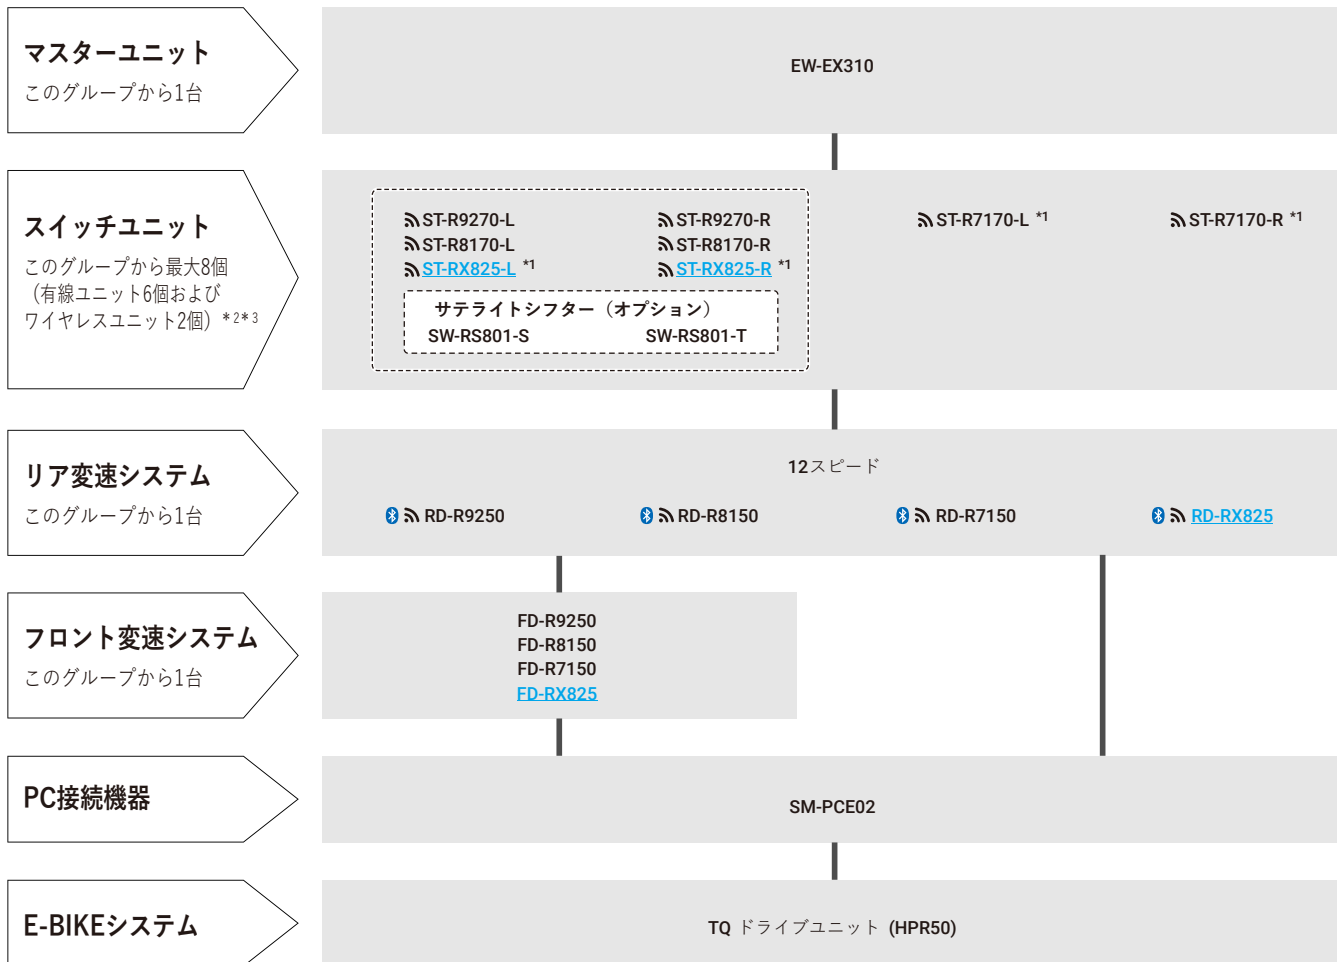 マスターユニット
このグループから1台
EW-EX310
スイッチユニット
このグループから最大8個
（有線ユニット6個および
ワイヤレスユニット2個）*2*3
ST-R9270-L ST-R9270-R ST-R7170-L *1 ST-R7170-R *1
ST-R8170-L ST-R8170-R
ST-RX825-L *1 ST-RX825-R *1
サテライトシフター（オプション）
SW-RS801-S SW-RS801-T
リア変速システム
このグループから1台
12スピード
RD-R9250 RD-R8150 RD-R7150 RD-RX825
フロント変速システム
このグループから1台
FD-R9250
FD-R8150
FD-R7150
FD-RX825
PC接続機器
SM-PCE02
E-BIKEシステム
TQ ドライブユニット (HPR50)